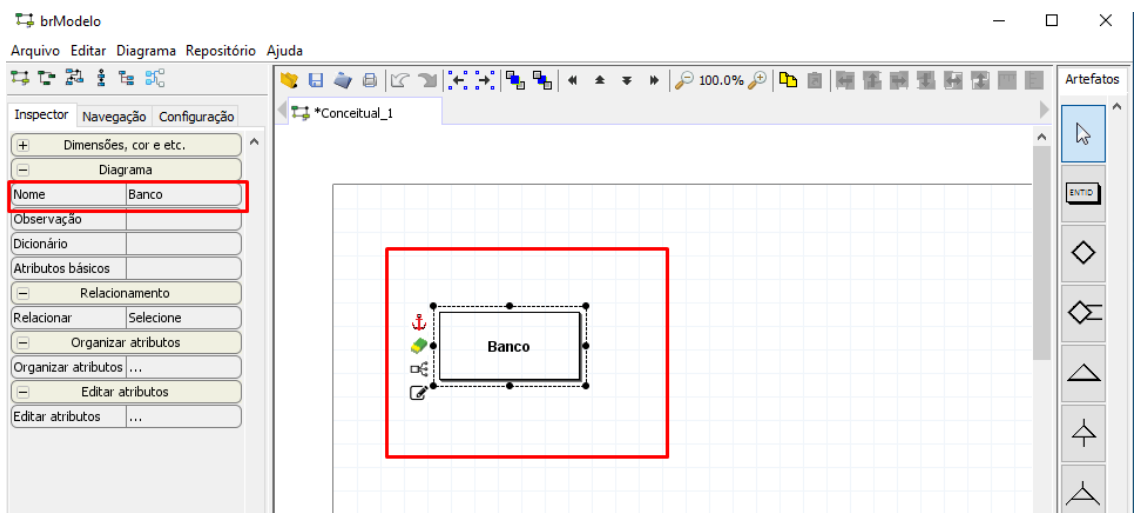 brModelo
Arquivo Editar Diagrama Repositório Ajuda
100.0%
Artefatos
Inspector Navegação Configuração
*Conceitual_1
Dimensões, cor e etc.
Diagrama
Nome Banco
Observação
Dicionário
Atributos básicos
Relacionamento
Relacionar Selecione
Organizar atributos
Organizar atributos ...
Editar atributos
Editar atributos ...
Banco
ENTID